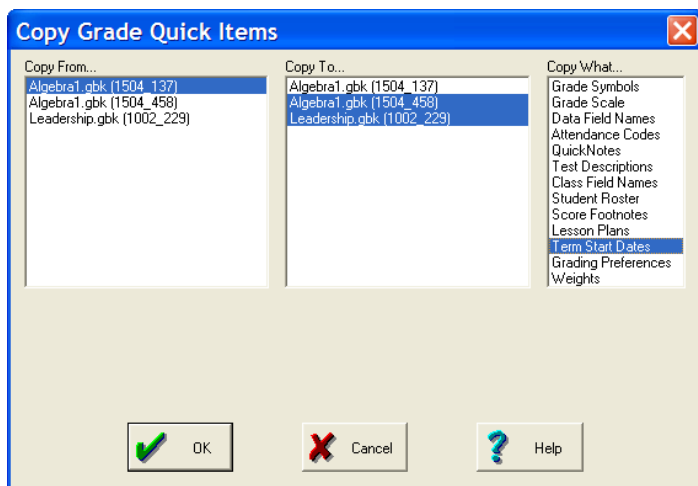 Copy Grade Quick Items
Copy From...
Algebra1.gbk (1504_137)
Algebra1.gbk (1504_458)
Leadership.gbk (1002_229)
Copy To...
Algebra1.gbk (1504_137)
Algebra1.gbk (1504_458)
Leadership.gbk (1002_229)
Copy What...
Grade Symbols
Grade Scale
Data Field Names
Attendance Codes
QuickNotes
Test Descriptions
Class Field Names
Student Roster
Score Footnotes
Lesson Plans
Term Start Dates
Grading Preferences
Weights
OK
Cancel
Help